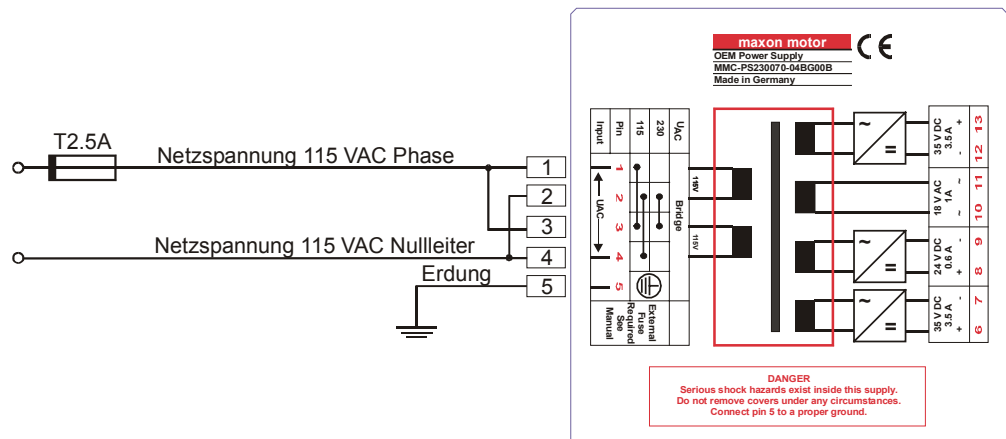 T2.5A
Netzspannung 115 VAC Phase
Netzspannung 115 VAC Nullleiter
Erdung
1
2
3
4
5
maxon motor
CE
OEM Power Supply
MMC-PS230070-04BG00B
Made in Germany
UAC
230
115
Pin
Input
Bridge
1
2
3
4
5
UAC
115V
115V
External
Fuse
Required
See
Manual
~
=
35 V DC
3.5 A
+
-
13
12
18 V AC
1A
~
~
11
10
~
=
24 V DC
0.6 A
-
+
9
8
~
=
35 V DC
3.5 A
-
+
7
6
DANGER
Serious shock hazards exist inside this supply.
Do not remove covers under any circumstances.
Connect pin 5 to a proper ground.